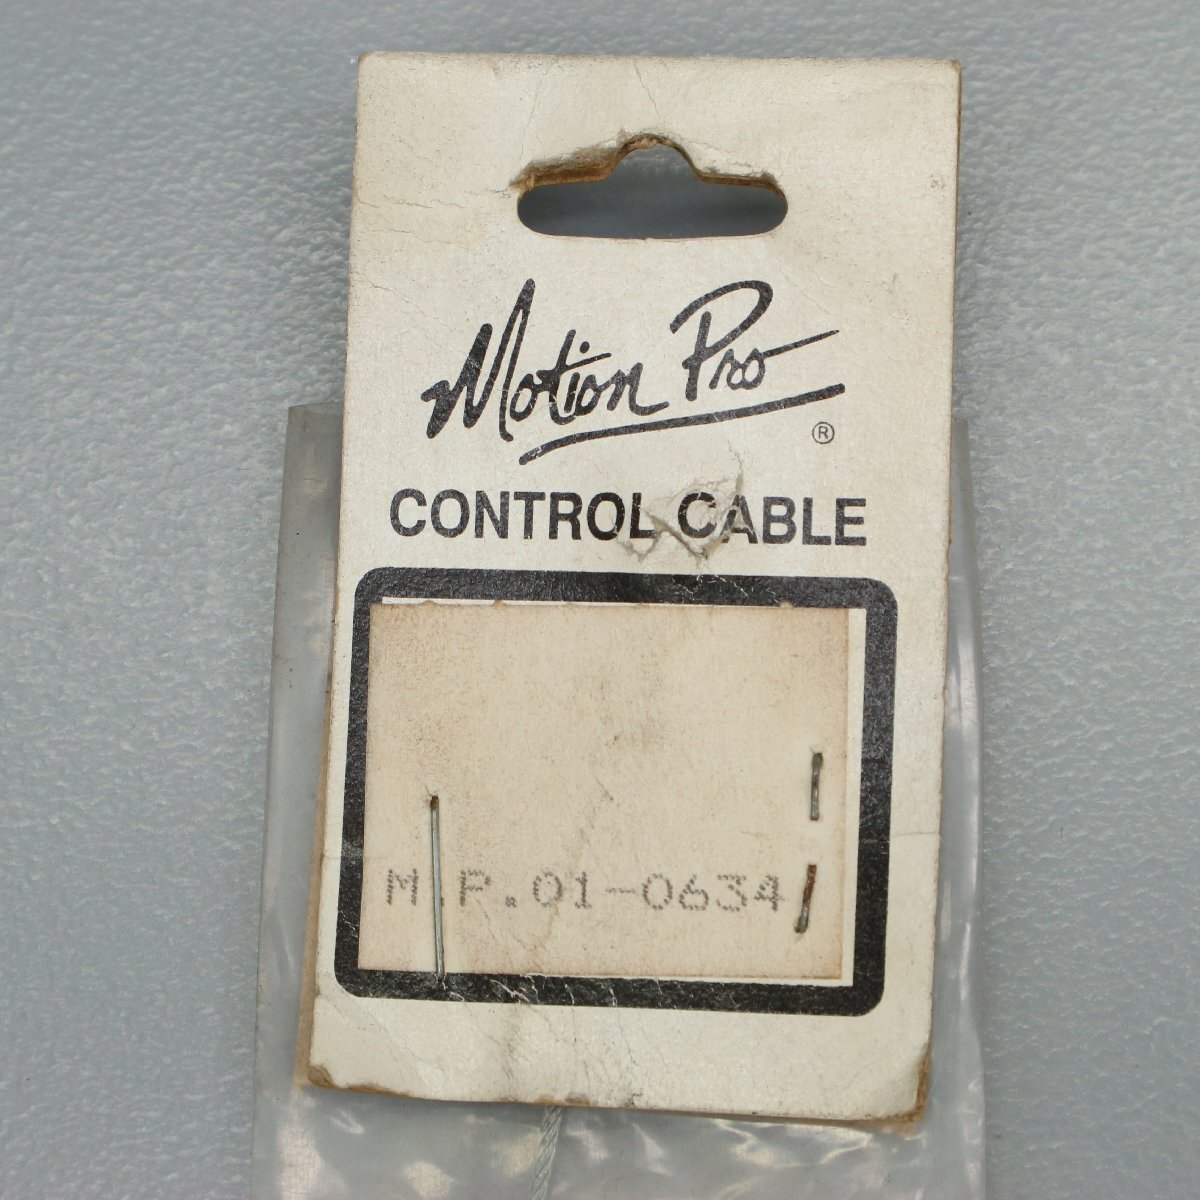 Motion Pro
®
CONTROL CABLE
M.P.01-0634